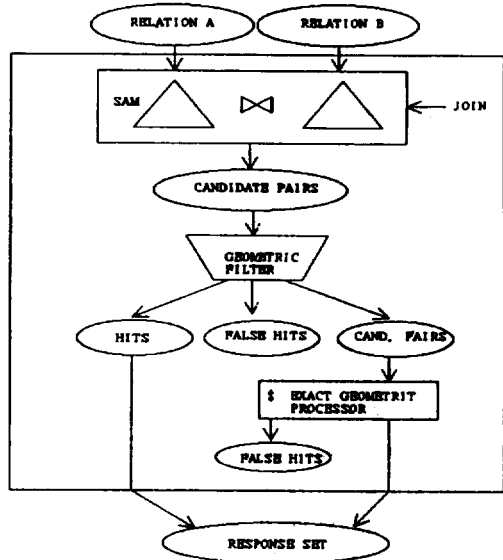 RELATION A
RELATION B
SAM
JOIN
CANDIDATE PAIRS
GEOMETRIC
FILTER
HITS
FALSE HITS
CAND. PAIRS
$ EXACT GEOMETRIT
PROCESSOR
FALSE HITS
RESPONSE SET